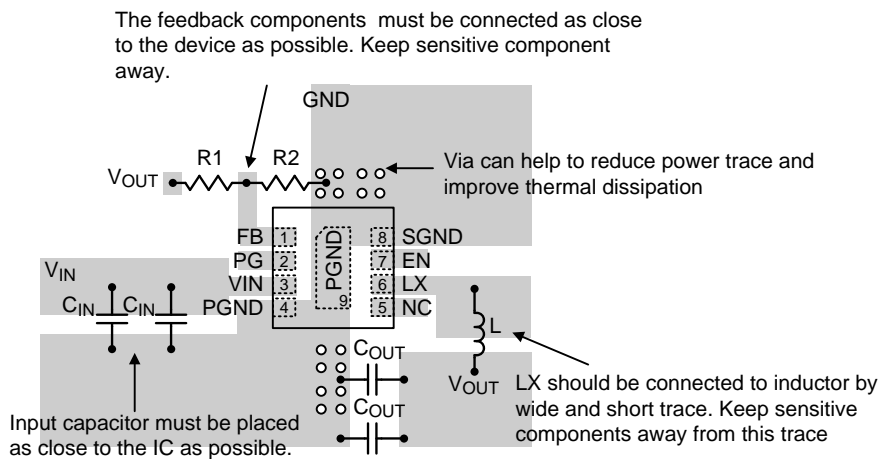 The feedback components must be connected as close
to the device as possible. Keep sensitive component
away.
GND
R1
R2
VOUT
Via can help to reduce power trace and
improve thermal dissipation
FB
1
8
SGND
PG
2
7
EN
VIN
3
6
LX
PGND
4
5
NC
PGND
9
VIN
CIN
CIN
L
VOUT
COUT
COUT
LX should be connected to inductor by
wide and short trace. Keep sensitive
components away from this trace
Input capacitor must be placed
as close to the IC as possible.